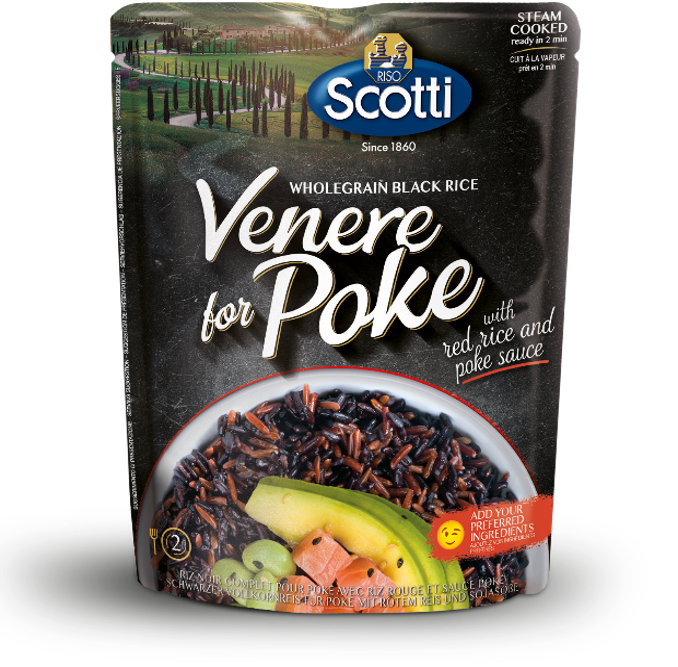 STEAM
COOKED
ready in 2 min
CUIT À LA VAPEUR
prêt en 2 min
RISO
Scotti
Since 1860
WHOLEGRAIN BLACK RICE
Venere
for Poke
with
red rice and
poke sauce
ADD YOUR
PREFERRED
INGREDIENTS
2
RIZ NOIR COMPLET POUR POKE AVEC RIZ ROUGE ET SAUCE POKE
SCHWARZER VOLLKORNREIS FÜR POKE MIT ROTEM REIS UND SOJASOßE